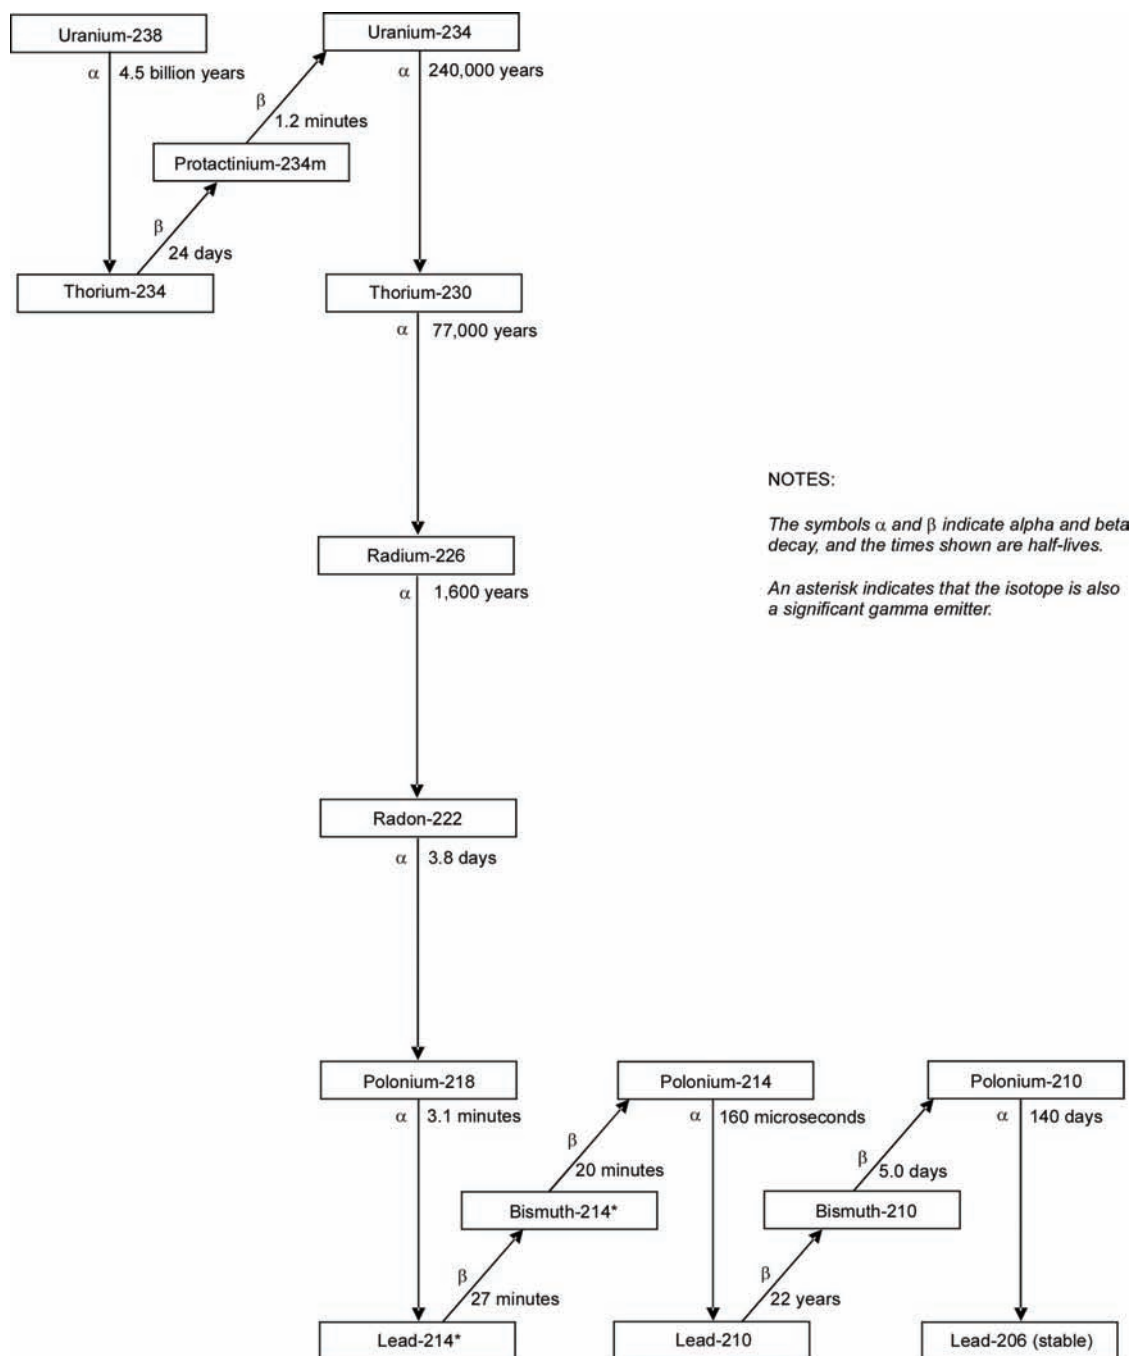 Uranium-238
Uranium-234
α 4.5 billion years
α 240,000 years
β
1.2 minutes
Protactinium-234m
β
24 days
Thorium-234
Thorium-230
α 77,000 years
NOTES:
The symbols α and β indicate alpha and beta
decay, and the times shown are half-lives.
Radium-226
α 1,600 years
An asterisk indicates that the isotope is also
a significant gamma emitter.
Radon-222
α 3.8 days
Polonium-218
Polonium-214
Polonium-210
α 3.1 minutes
α 160 microseconds
α 140 days
β
20 minutes
β
5.0 days
Bismuth-214*
Bismuth-210
β
27 minutes
β
22 years
Lead-214*
Lead-210
Lead-206 (stable)